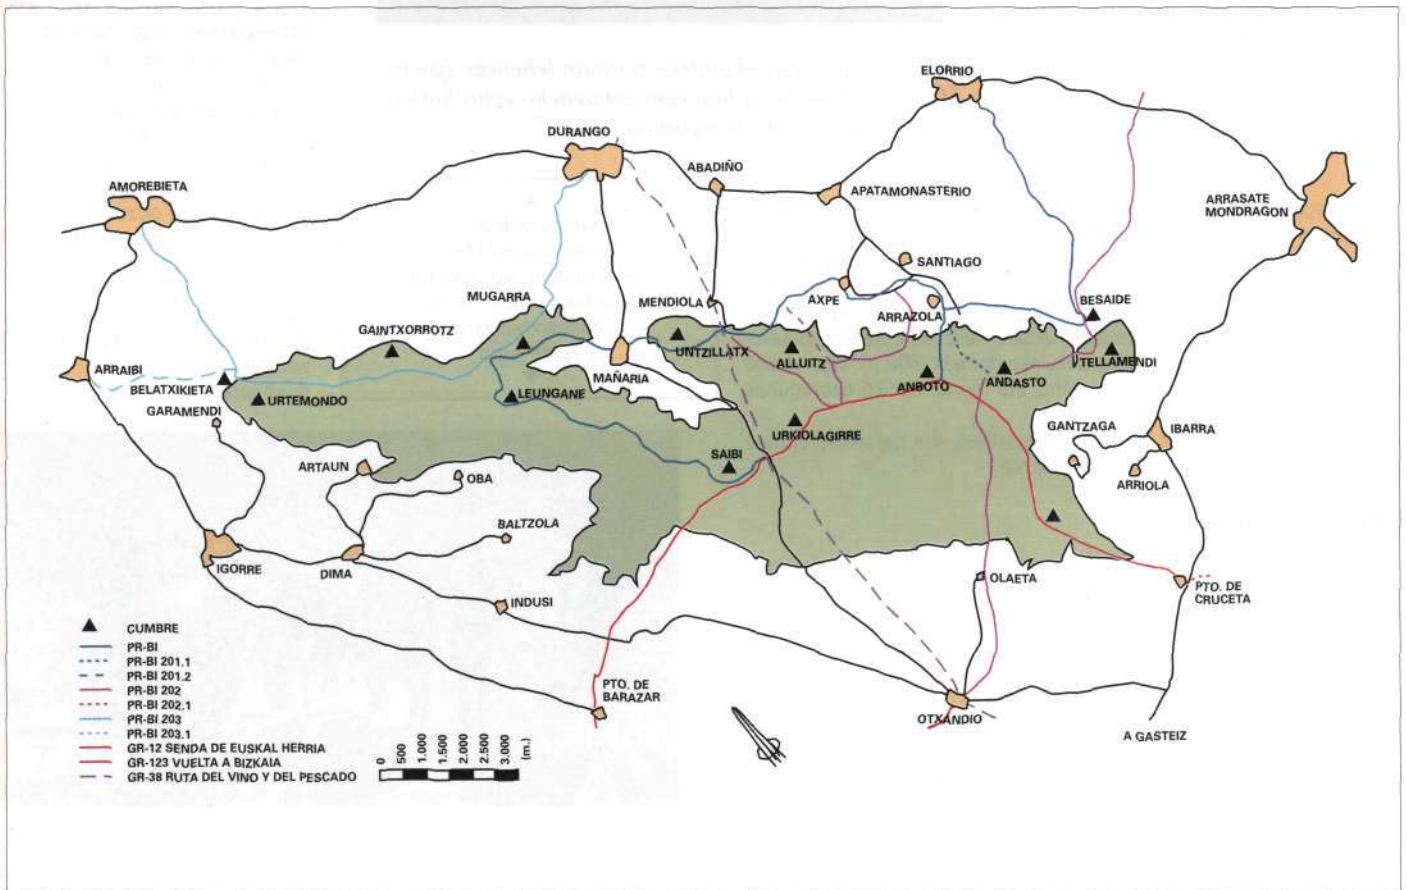 ELORRIO
DURANGO
ABADIÑO
AMOREBIETA
APATAMONASTERIO
ARRASATE
MONDRAGON
SANTIAGO
MUGARRA
MENDIOLA
AXPE
ARRAZOLA
BESAIDE
GAINTXORROTZ
UNTZILLATX
ALLUITZ
TELLAMENDI
ARRAIBI
BELATXIKIETA
MAÑARIA
ANBOTO
ANDASTO
GARAMENDI
URTEMONDO
LEUNGANE
GANTZAGA
IBARRA
URKIOLAGIRRE
SAIBI
ARTAUN
OBA
ARRIOLA
BALTZOLA
IGORRE
DIMA
OLAETA
INDUSI
PTO. DE
CRUCETA
PTO. DE
BARAZAR
OTXANDIO
A GASTEIZ
CUMBRE
PR-BI
PR-BI 201.1
PR-BI 201.2
PR-BI 202
PR-BI 202.1
PR-BI 203
PR-BI 203.1
GR-12 SENDA DE EUSKAL HERRIA
GR-123 VUELTA A BIZKAIA
GR-38 RUTA DEL VINO Y DEL PESCADO
0 500 1.000 1.500 2.000 2.500 3.000 (m.)